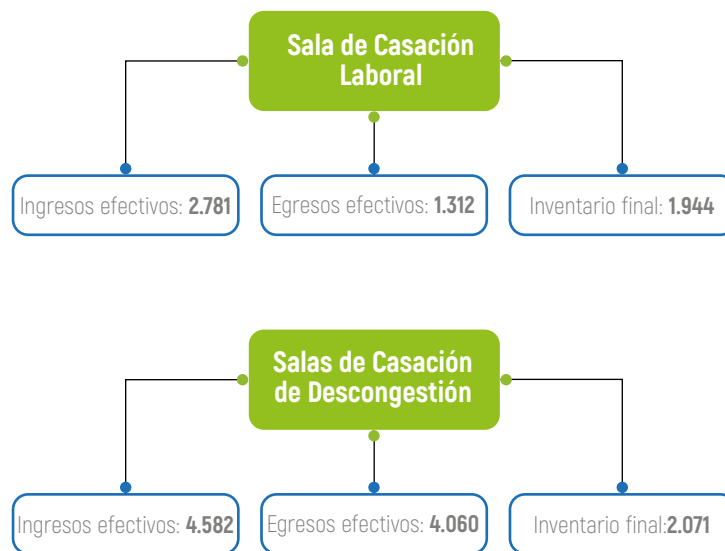 Sala de Casación
Laboral
Ingresos efectivos: 2.781
Egresos efectivos: 1.312
Inventario final: 1.944
Salas de Casación
de Descongestión
Ingresos efectivos: 4.582
Egresos efectivos: 4.060
Inventario final:2.071